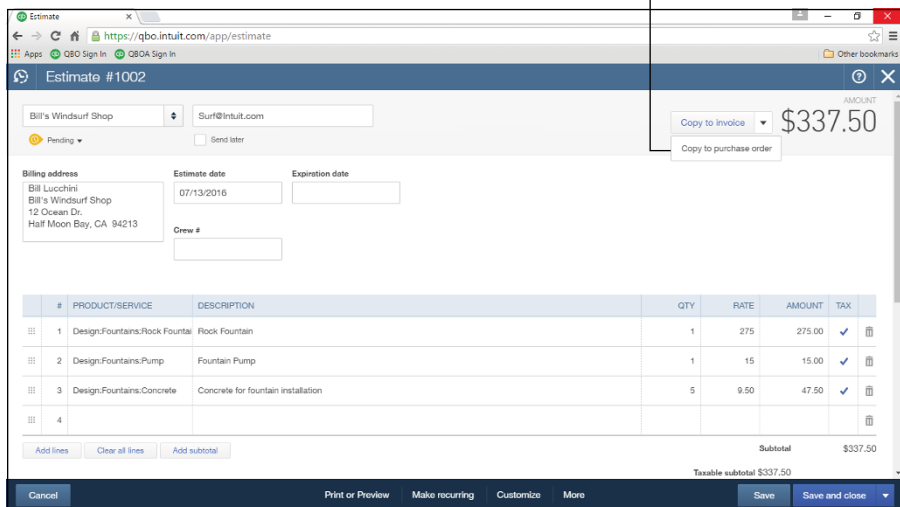 Estimate
https://qbo.intuit.com/app/estimate
Apps QBO Sign In QBOA Sign In Other bookmarks
Estimate #1002
AMOUNT
Bill's Windsurf Shop Surf@Intuit.com Copy to invoice $337.50
Pending Send later Copy to purchase order
Billing address Estimate date Expiration date
Bill Lucchini
Bill's Windsurf Shop 07/13/2016
12 Ocean Dr.
Half Moon Bay, CA 94213
Crew #
# PRODUCT/SERVICE DESCRIPTION QTY RATE AMOUNT TAX
1 Design:Fountains:Rock Fountai Rock Fountain 1 275 275.00
2 Design:Fountains:Pump Fountain Pump 1 15 15.00
3 Design:Fountains:Concrete Concrete for fountain installation 5 9.50 47.50
4
Add lines Clear all lines Add subtotal Subtotal $337.50
Taxable subtotal $337.50
Cancel Print or Preview Make recurring Customize More Save Save and close